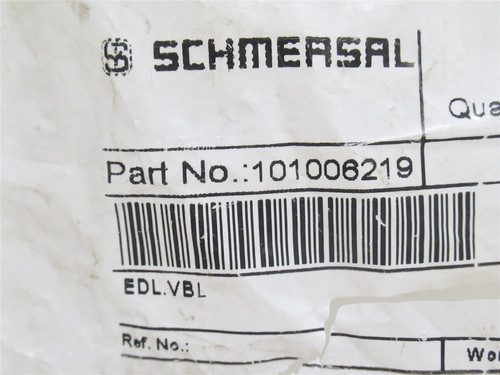 SCHMERSAL
Qua
Part No.:101006219
EDL.VBL
Ref. No.:
Wo